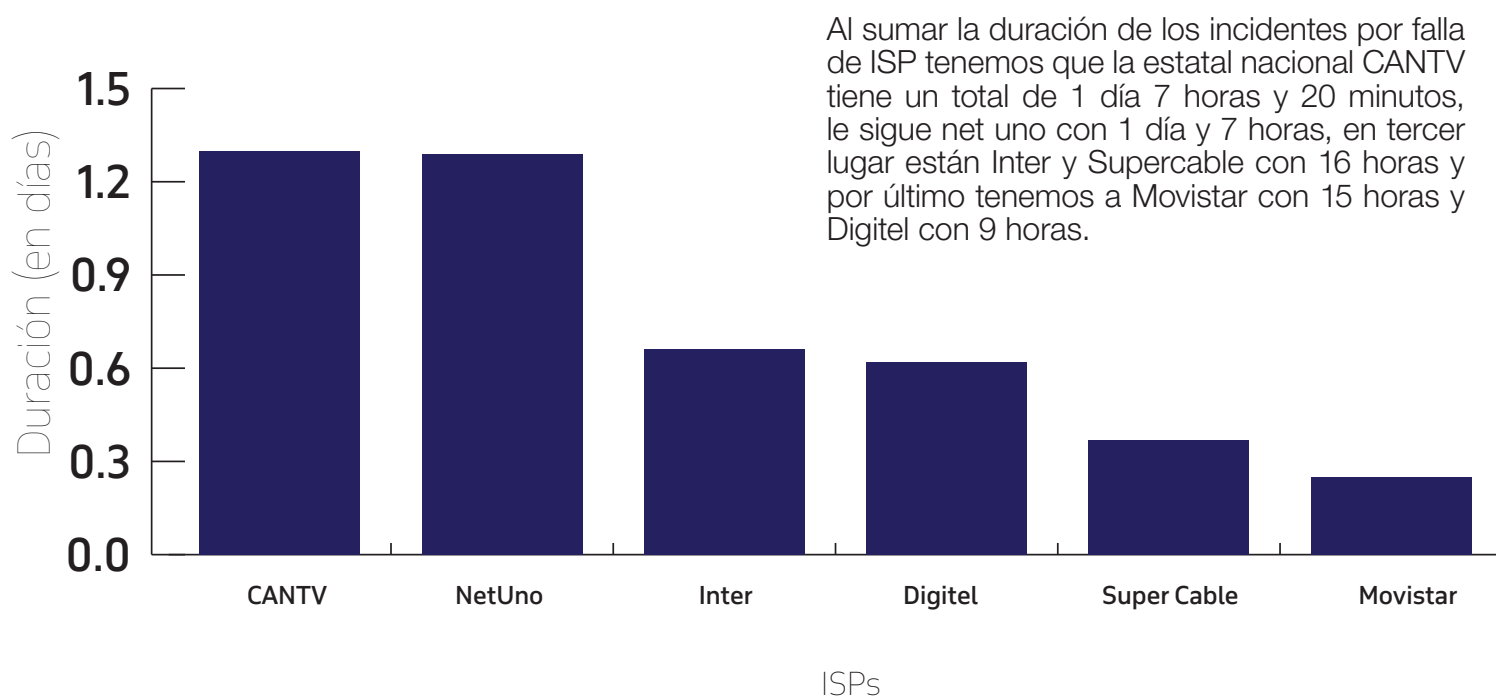 Al sumar la duración de los incidentes por falla
de ISP tenemos que la estatal nacional CANTV
tiene un total de 1 día 7 horas y 20 minutos,
le sigue net uno con 1 día y 7 horas, en tercer
lugar están Inter y Supercable con 16 horas y
por último tenemos a Movistar con 15 horas y
Digitel con 9 horas.
Duración (en días)
1.5
1.2
0.9
0.6
0.3
0.0
CANTV NetUno Inter Digitel Super Cable Movistar
ISPs